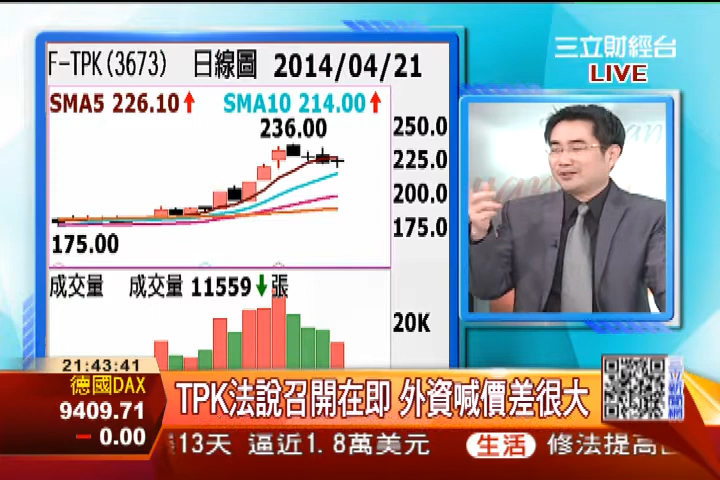 F-TPK(3673) 日線圖 2014/04/21
三立財經台
LIVE
SMA5 226.10↑ SMA10 214.00↑
236.00
250.0
225.0
200.0
175.0
175.00
成交量 成交量 11559↓張
20K
21:43:41
德國DAX
9409.71
— 0.00
TPK法說召開在即 外資喊價差很大
13天 逼近1.8萬美元 生活 修法提高